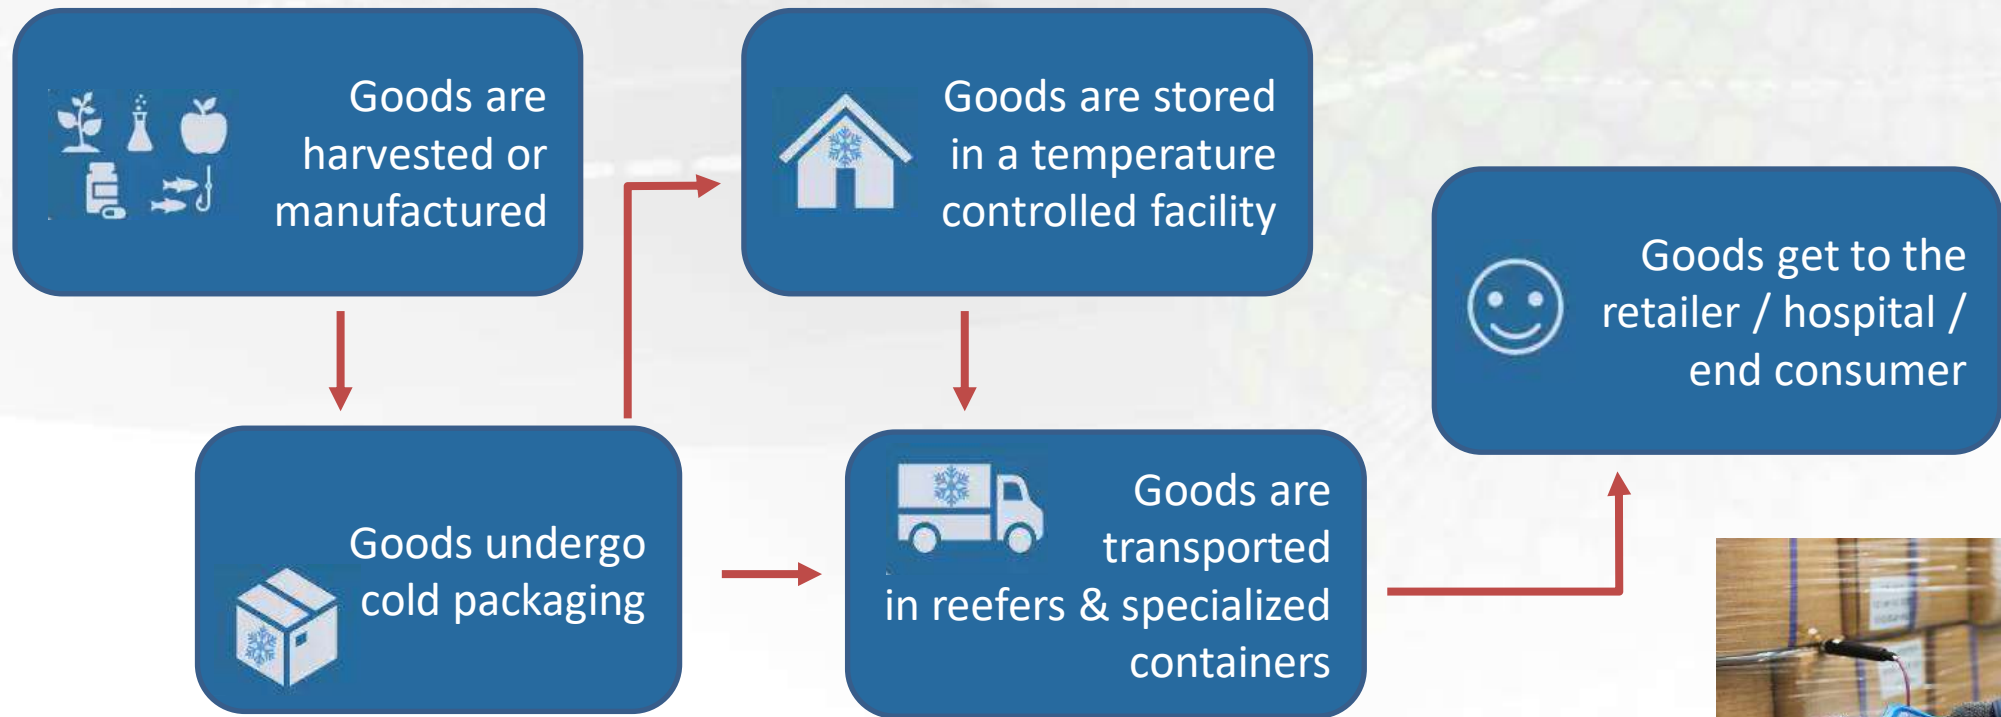 Goods are
harvested or
manufactured
Goods undergo
cold packaging
Goods are stored
in a temperature
controlled facility
Goods are
transported
in reefers & specialized
containers
Goods get to the
retailer / hospital /
end consumer